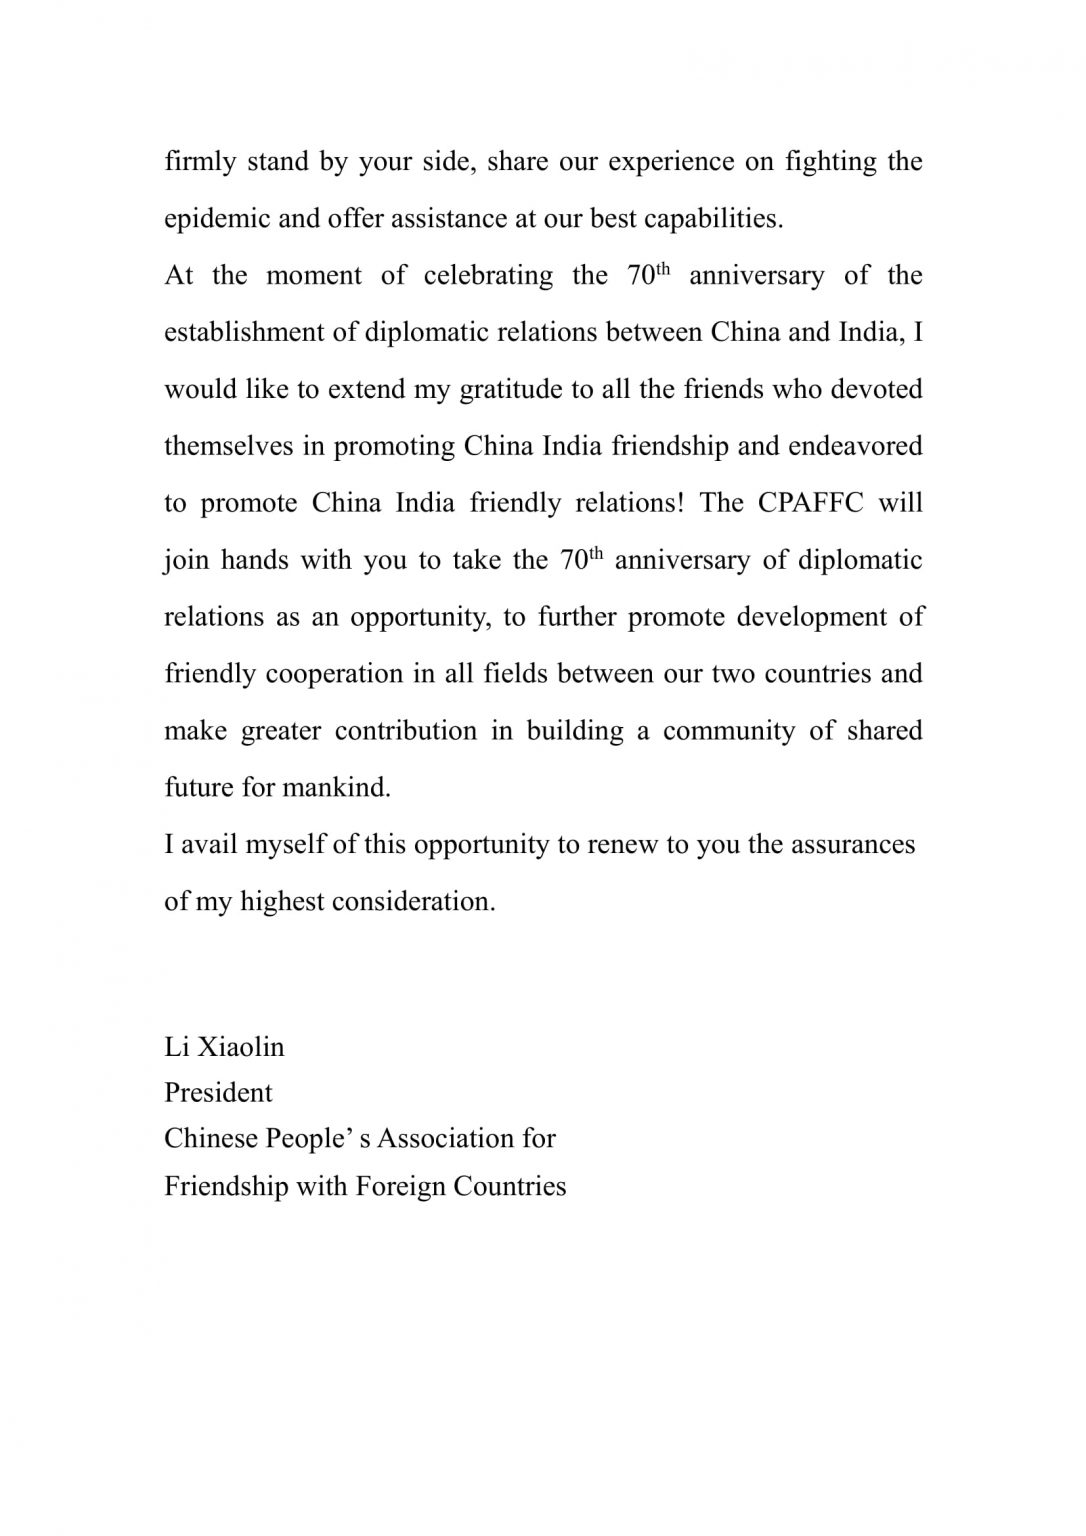 firmly stand by your side, share our experience on fighting the
epidemic and offer assistance at our best capabilities.
At the moment of celebrating the 70th anniversary of the
establishment of diplomatic relations between China and India, I
would like to extend my gratitude to all the friends who devoted
themselves in promoting China India friendship and endeavored
to promote China India friendly relations! The CPAFFC will
join hands with you to take the 70th anniversary of diplomatic
relations as an opportunity, to further promote development of
friendly cooperation in all fields between our two countries and
make greater contribution in building a community of shared
future for mankind.
I avail myself of this opportunity to renew to you the assurances
of my highest consideration.
Li Xiaolin
President
Chinese People’ s Association for
Friendship with Foreign Countries